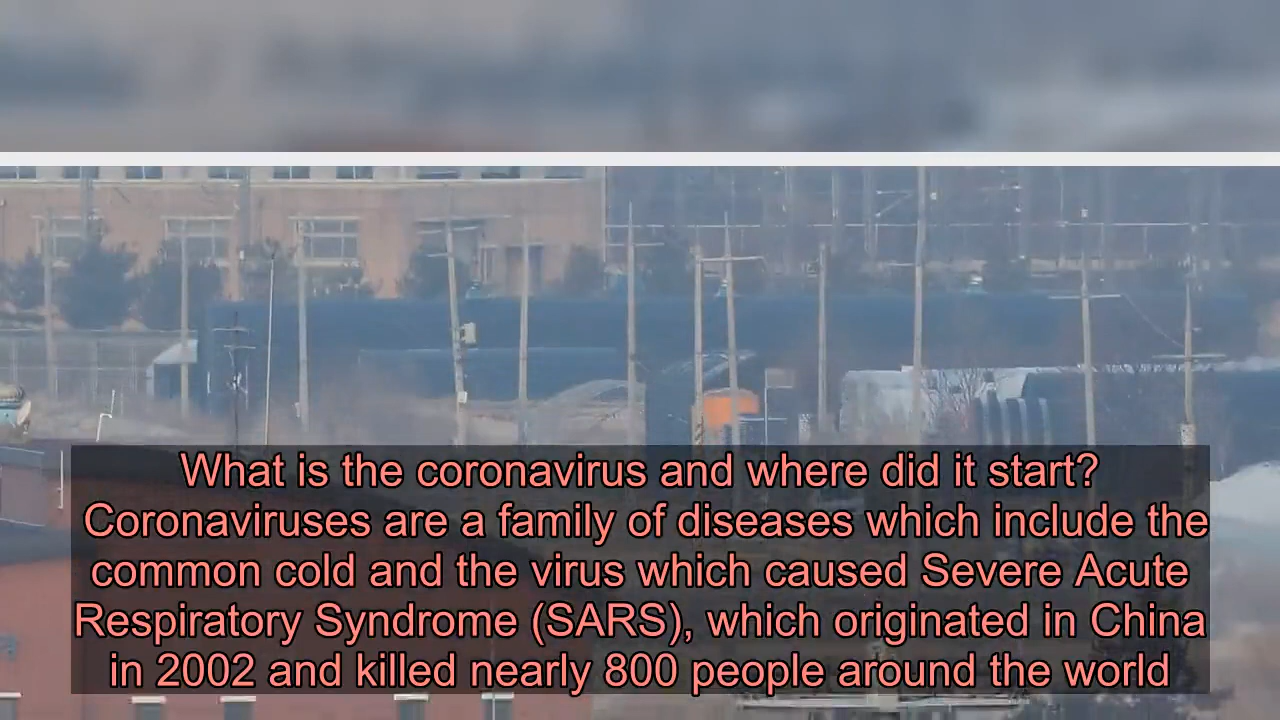 What is the coronavirus and where did it start?
Coronaviruses are a family of diseases which include the
common cold and the virus which caused Severe Acute
Respiratory Syndrome (SARS), which originated in China
in 2002 and killed nearly 800 people around the world